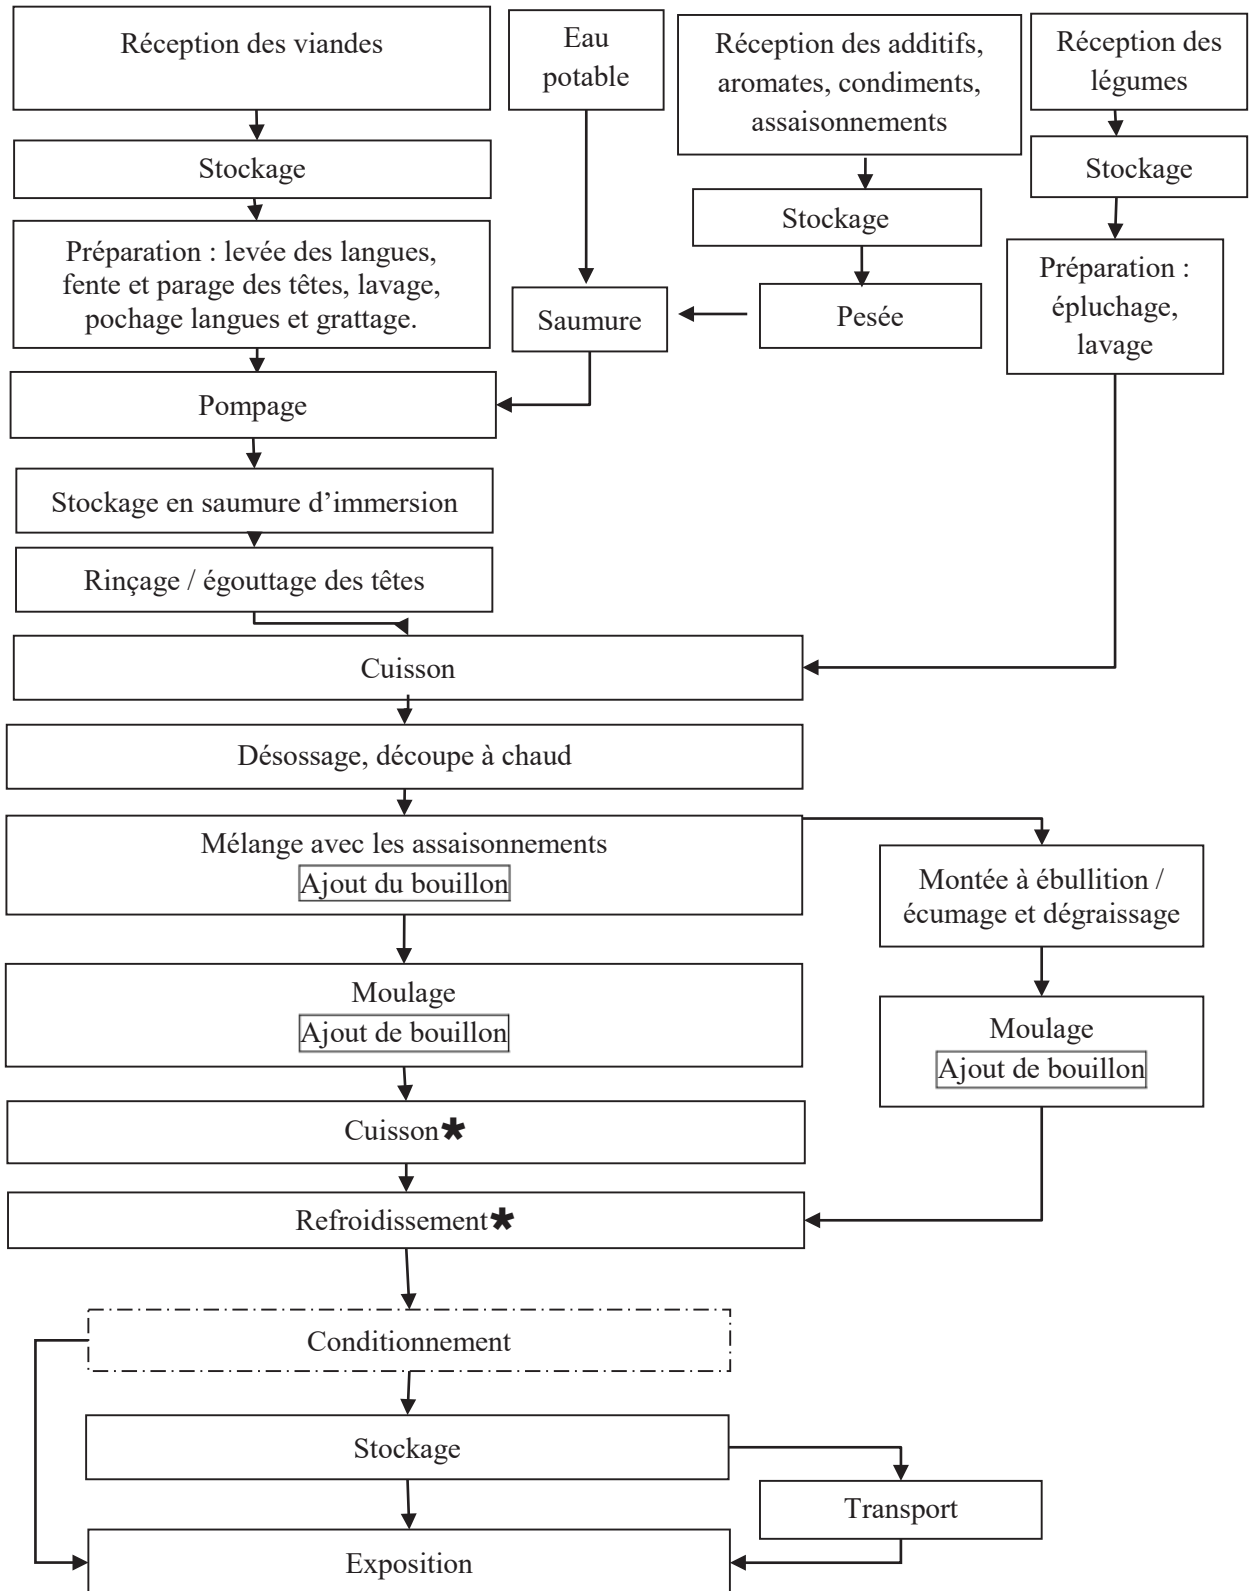 Réception des viandes
Eau
potable
Réception des additifs,
aromates, condiments,
assaisonnements
Réception des
légumes
Stockage
Stockage
Stockage
Préparation : levée des langues,
fente et parage des têtes, lavage,
pochage langues et grattage.
Préparation :
épluchage,
lavage
Saumure
Pesée
Pompage
Stockage en saumure d’immersion
Rinçage / égouttage des têtes
Cuisson
Désossage, découpe à chaud
Mélange avec les assaisonnements
Ajout du bouillon
Montée à ébullition /
écumage et dégraissage
Moulage
Ajout de bouillon
Moulage
Ajout de bouillon
Cuisson*
Refroidissement*
Conditionnement
Stockage
Transport
Exposition